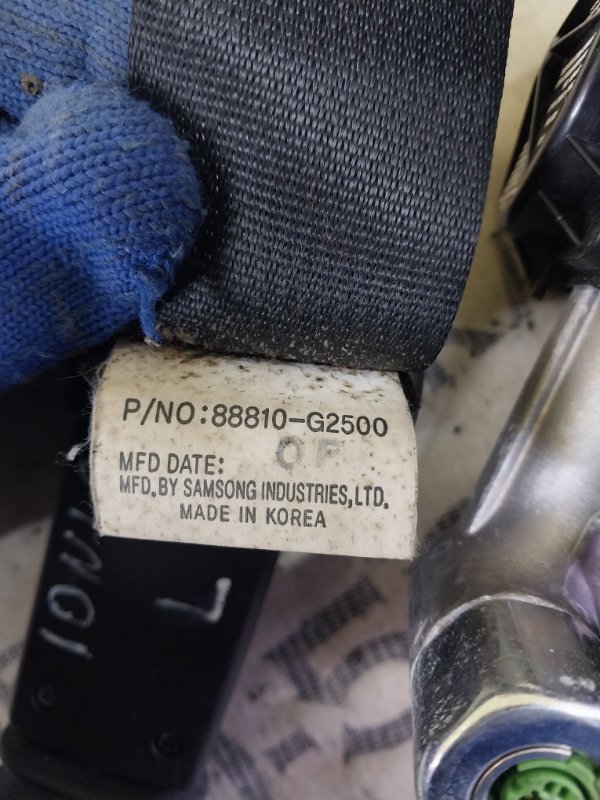 P/NO:88810-G2500
MFD DATE: OF
MFD.BY SAMSONG INDUSTRIES,LTD.
MADE IN KOREA
L